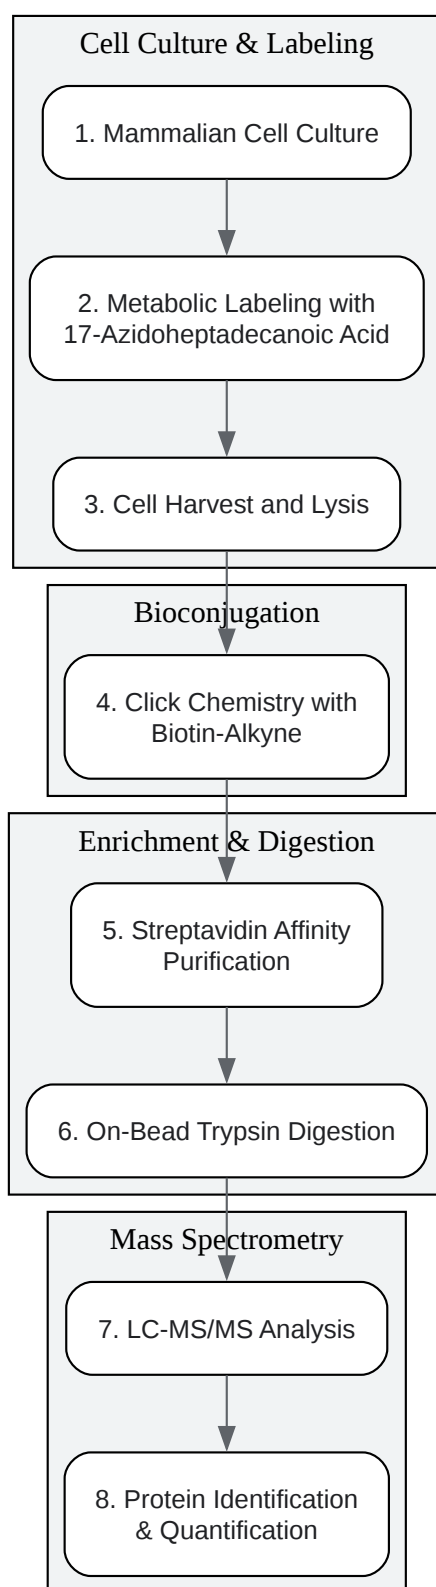 Cell Culture & Labeling
1. Mammalian Cell Culture
2. Metabolic Labeling with
17-Azidoheptadecanoic Acid
3. Cell Harvest and Lysis
Bioconjugation
4. Click Chemistry with
Biotin-Alkyne
Enrichment & Digestion
5. Streptavidin Affinity
Purification
6. On-Bead Trypsin Digestion
Mass Spectrometry
7. LC-MS/MS Analysis
8. Protein Identification
& Quantification